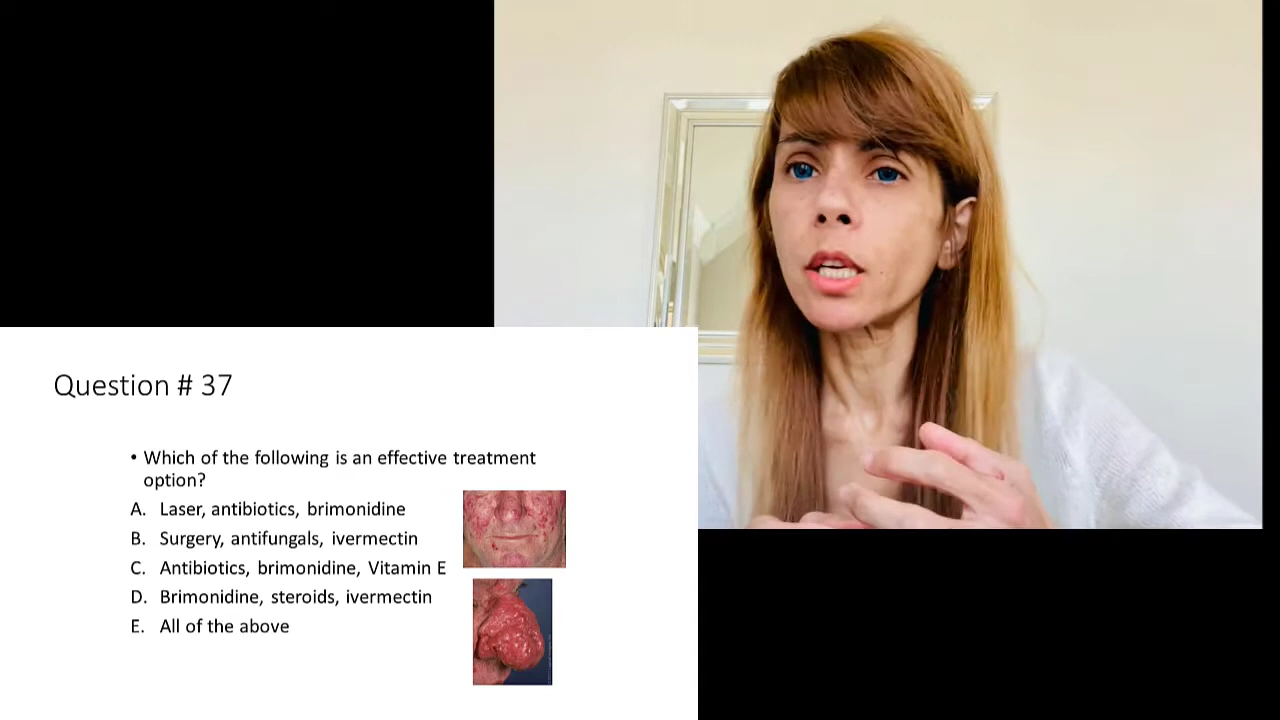 Question # 37
• Which of the following is an effective treatment
option?
A. Laser, antibiotics, brimonidine
B. Surgery, antifungals, ivermectin
C. Antibiotics, brimonidine, Vitamin E
D. Brimonidine, steroids, ivermectin
E. All of the above